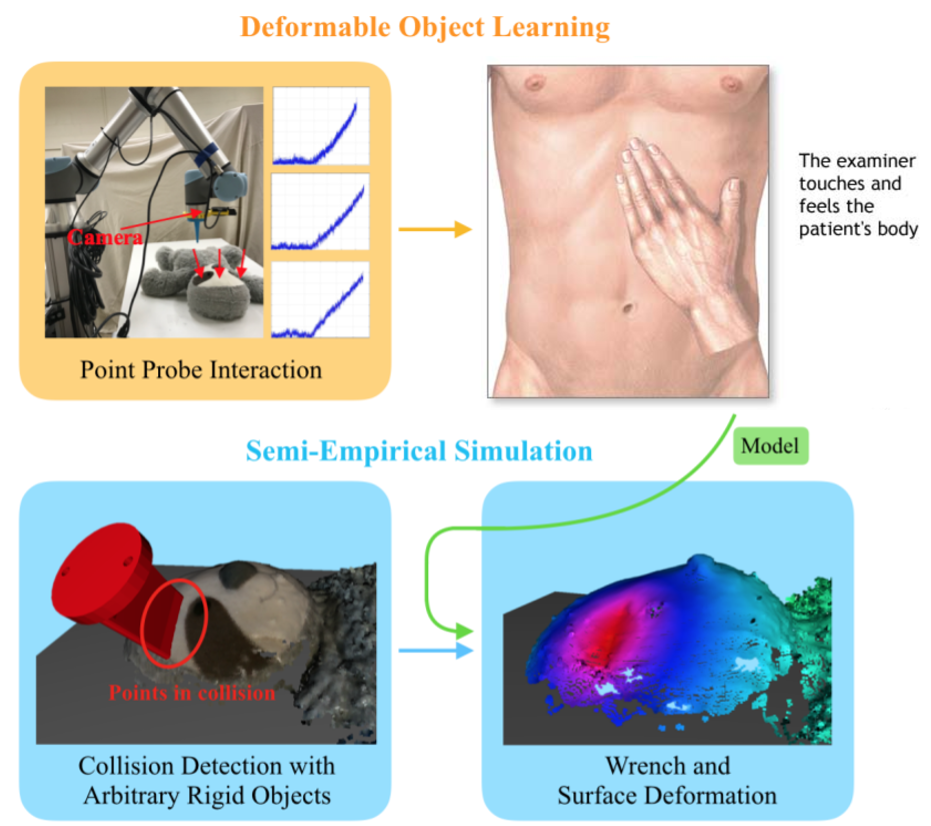 Deformable Object Learning
Camera
Point Probe Interaction
The examiner
touches and
feels the
patient's body
Semi-Empirical Simulation
Model
Points in collision
Collision Detection with
Arbitrary Rigid Objects
Wrench and
Surface Deformation